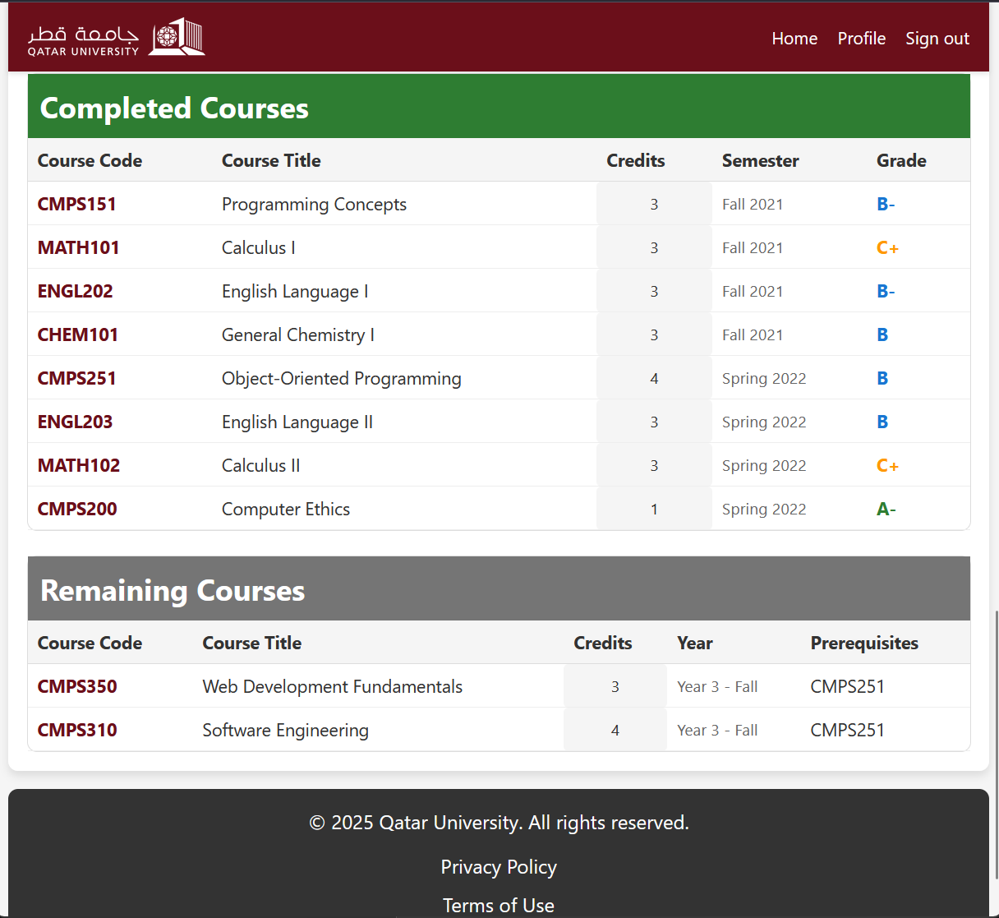 جامعة قطر
QATAR UNIVERSITY
Home Profile Sign out
Completed Courses
Course Code Course Title Credits Semester Grade
CMPS151 Programming Concepts 3 Fall 2021 B-
MATH101 Calculus I 3 Fall 2021 C+
ENGL202 English Language I 3 Fall 2021 B-
CHEM101 General Chemistry I 3 Fall 2021 B
CMPS251 Object-Oriented Programming 4 Spring 2022 B
ENGL203 English Language II 3 Spring 2022 B
MATH102 Calculus II 3 Spring 2022 C+
CMPS200 Computer Ethics 1 Spring 2022 A-
Remaining Courses
Course Code Course Title Credits Year Prerequisites
CMPS350 Web Development Fundamentals 3 Year 3 - Fall CMPS251
CMPS310 Software Engineering 4 Year 3 - Fall CMPS251
© 2025 Qatar University. All rights reserved.
Privacy Policy
Terms of Use